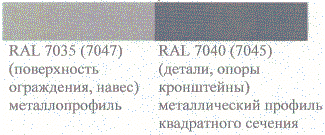 RAL 7035 (7047)
(поверхность
ограждения, навес)
металлопрофиль
RAL 7040 (7045)
(детали, опоры
кронштейны)
металлический профиль
квадратного сечения